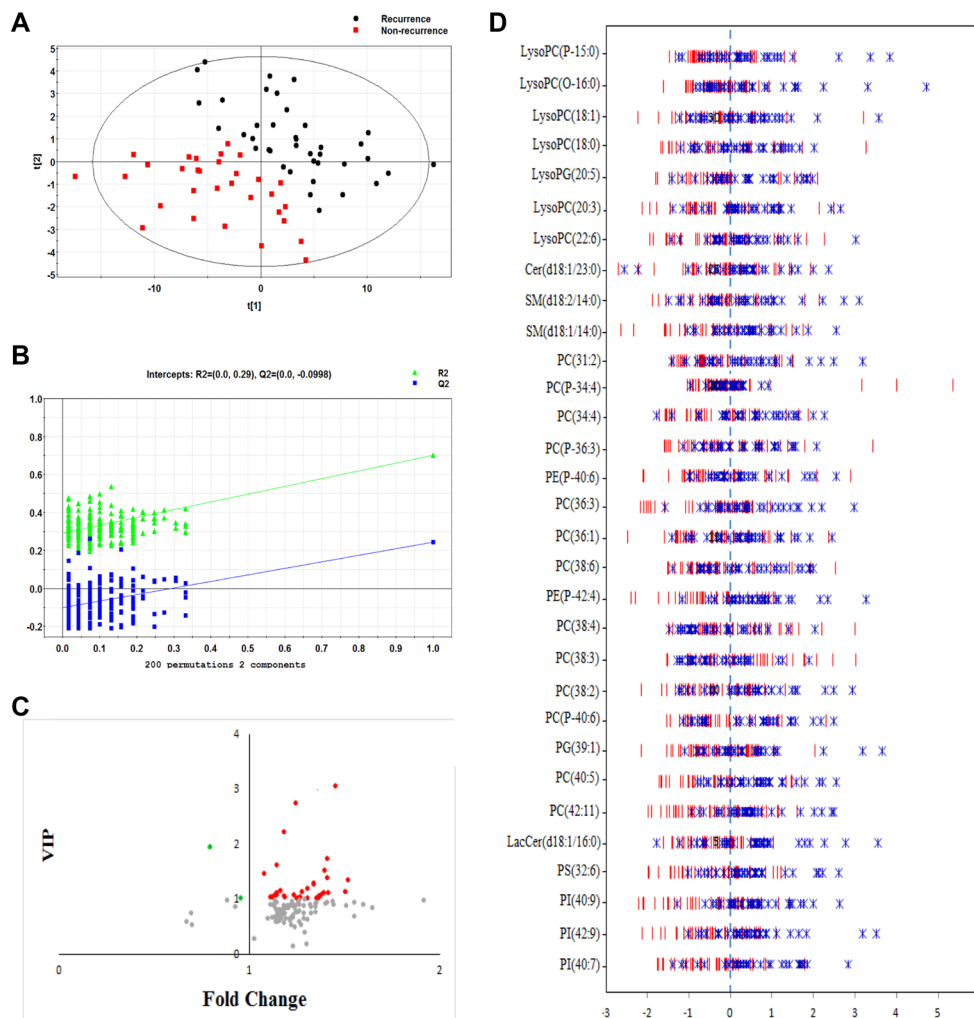 A
Recurrence
Non-recurrence
5
4
3
2
1
0
-1
-2
-3
-4
-5
t[2]
-10
0
10
t[1]
B
Intercepts: R2=(0.0, 0.29), Q2=(0.0, -0.0998)
R2
Q2
1.0
0.8
0.6
0.4
0.2
-0.0
-0.2
0.0
0.1
0.2
0.3
0.4
0.5
0.6
0.7
0.8
0.9
1.0
200 permutations 2 components
C
4
3
2
1
0
VIP
0
1
2
Fold Change
D
LysoPC(P-15:0)
LysoPC(O-16:0)
LysoPC(18:1)
LysoPC(18:0)
LysoPG(20:5)
LysoPC(20:3)
LysoPC(22:6)
Cer(d18:1/23:0)
SM(d18:2/14:0)
SM(d18:1/14:0)
PC(31:2)
PC(P-34:4)
PC(34:4)
PC(P-36:3)
PE(P-40:6)
PC(36:3)
PC(36:1)
PC(38:6)
PE(P-42:4)
PC(38:4)
PC(38:3)
PC(38:2)
PC(P-40:6)
PG(39:1)
PC(40:5)
PC(42:11)
LacCer(d18:1/16:0)
PS(32:6)
PI(40:9)
PI(42:9)
PI(40:7)
-3
-2
-1
0
1
2
3
4
5